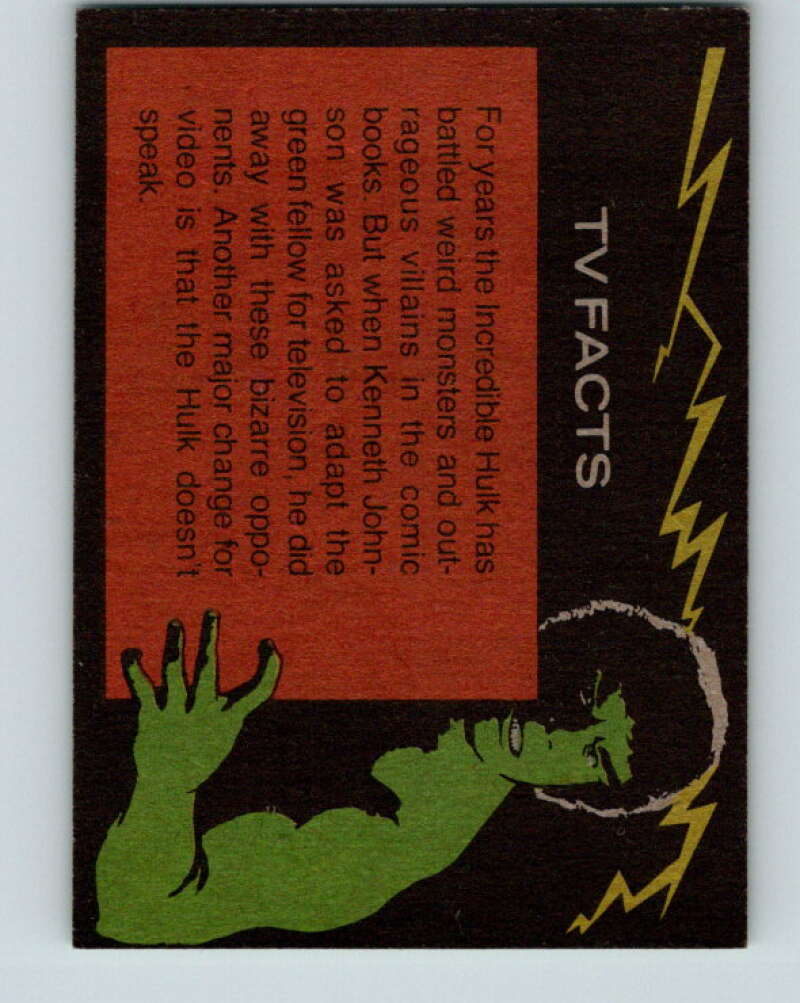 TV FACTS
For years the Incredible Hulk has
battled weird monsters and out-
rageous villains in the comic
books. But when Kenneth John-
son was asked to adapt the
green fellow for television, he did
away with these bizarre oppo-
nents. Another major change for
video is that the Hulk doesn't
speak.